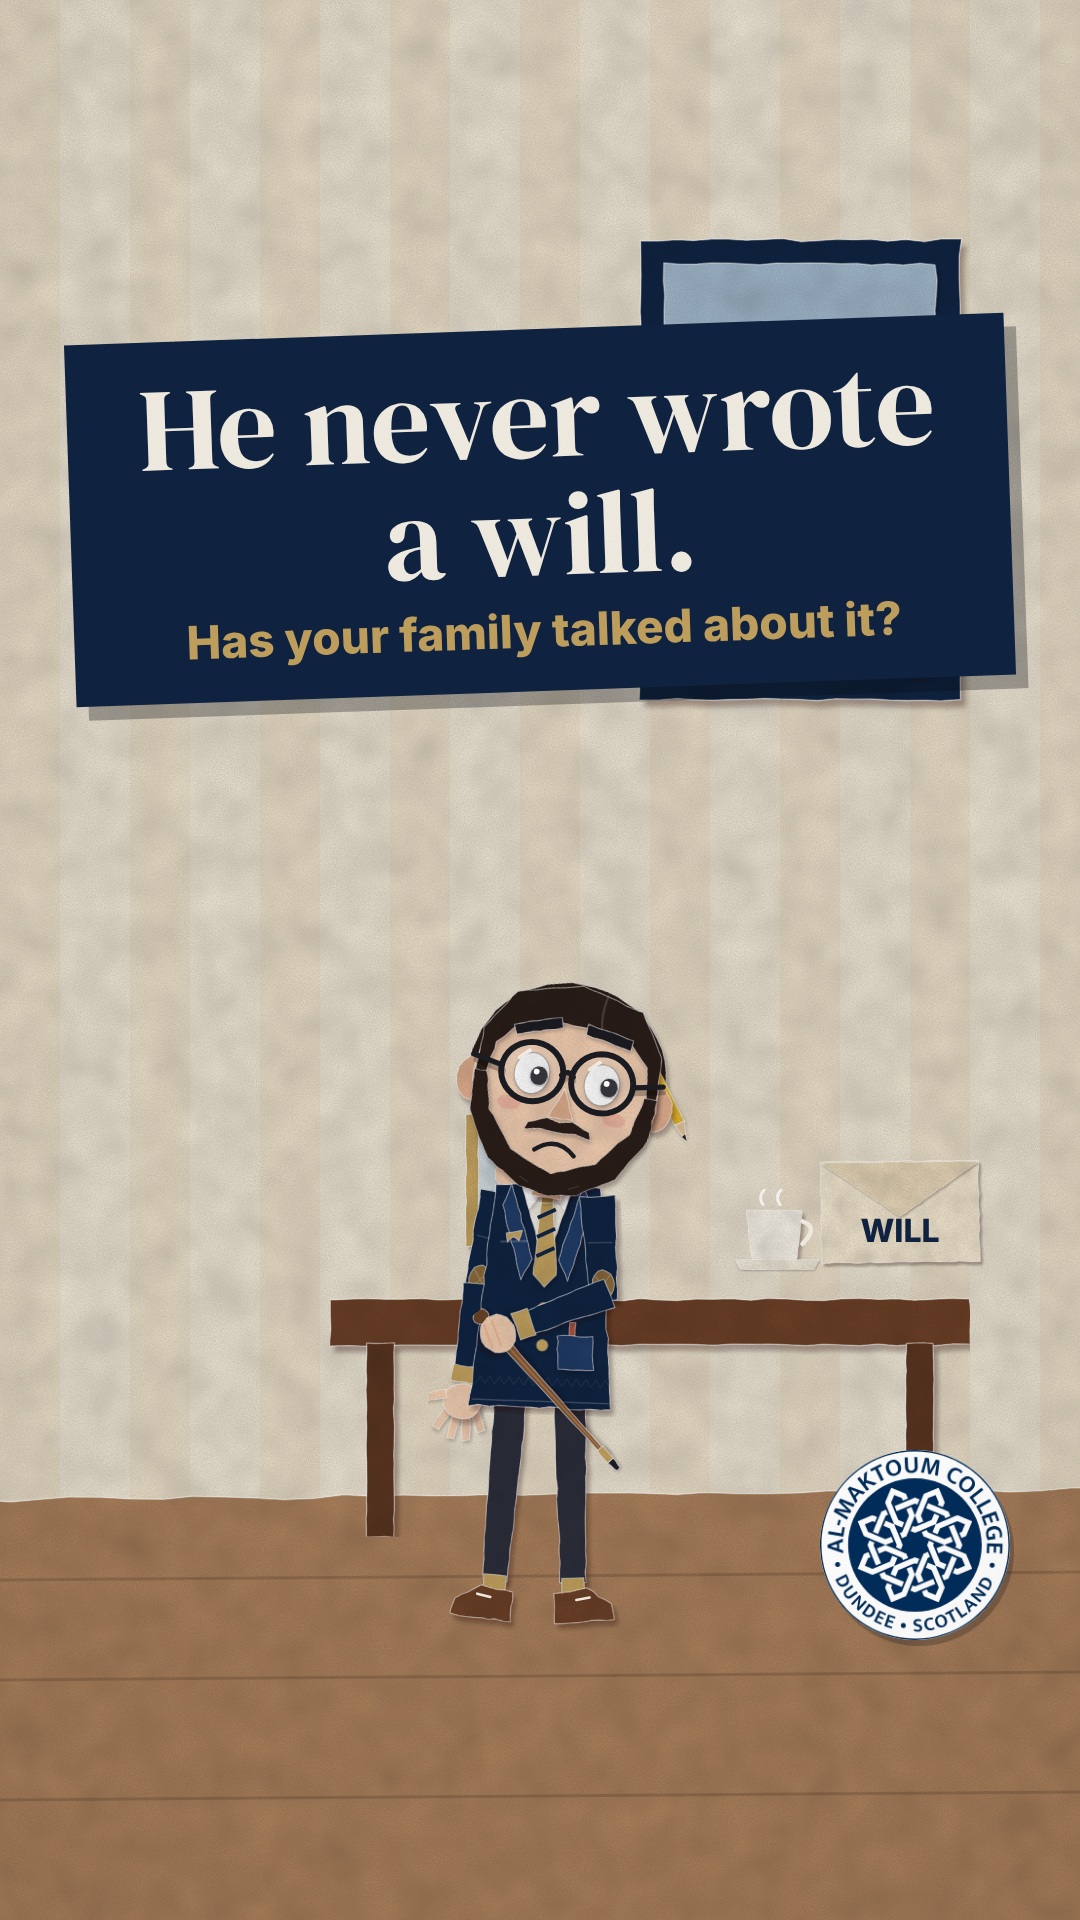 He never wrote
a will.
Has your family talked about it?
WILL
AL-MAKTOUM COLLEGE
• DUNDEE • SCOTLAND •